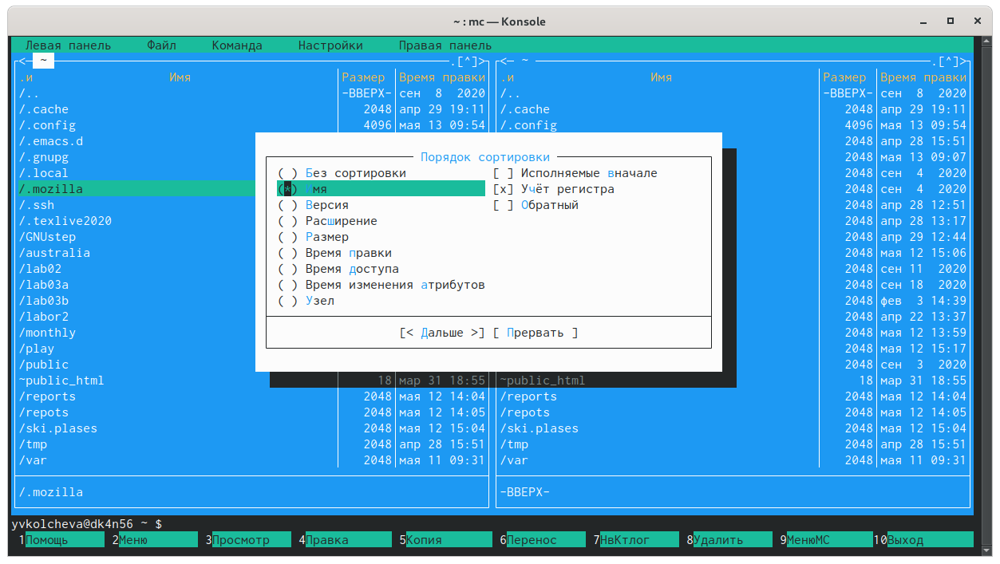 ~ : mc — Konsole
Левая панель Файл Команда Настройки Правая панель
<— ~ .[^]> <— ~ .[^]>
.и Имя Размер Время правки .и Имя Размер Время правки
/.. -ВВЕРХ- сен 8 2020 /.. -ВВЕРХ- сен 8 2020
/.cache 2048 апр 29 19:11 /.cache 2048 апр 29 19:11
/.config 4096 мая 13 09:54 /.config 4096 мая 13 09:54
/.emacs.d 2048 апр 28 15:51
/.gnupg Порядок сортировки 2048 мая 13 09:07
/.local ( ) Без сортировки [ ] Исполняемые вначале 2048 сен 4 2020
/.mozilla (*) Имя [x] Учёт регистра 2048 сен 4 2020
/.ssh ( ) Версия [ ] Обратный 2048 апр 28 12:51
/.texlive2020 ( ) Расширение 2048 апр 28 13:17
/GNUstep ( ) Размер 2048 апр 29 12:44
/australia ( ) Время правки 2048 мая 12 15:06
/lab02 ( ) Время доступа 2048 сен 11 2020
/lab03a ( ) Время изменения атрибутов 2048 сен 18 2020
/lab03b ( ) Узел 2048 фев 3 14:39
/labor2 2048 апр 22 13:37
/monthly [< Дальше >] [ Прервать ] 2048 мая 12 13:59
/play 2048 мая 12 15:17
/public 2048 сен 3 2020
~public_html 18 мар 31 18:55 ~public_html 18 мар 31 18:55
/reports 2048 мая 12 14:04 /reports 2048 мая 12 14:04
/repots 2048 мая 12 14:05 /repots 2048 мая 12 14:05
/ski.plases 2048 мая 12 15:04 /ski.plases 2048 мая 12 15:04
/tmp 2048 апр 28 15:51 /tmp 2048 апр 28 15:51
/var 2048 мая 11 09:31 /var 2048 мая 11 09:31
/.mozilla -ВВЕРХ-
yvkolcheva@dk4n56 ~ $
1Помощь 2Меню 3Просмотр 4Правка 5Копия 6Перенос 7НвКтлог 8Удалить 9МенюМС 10Выход